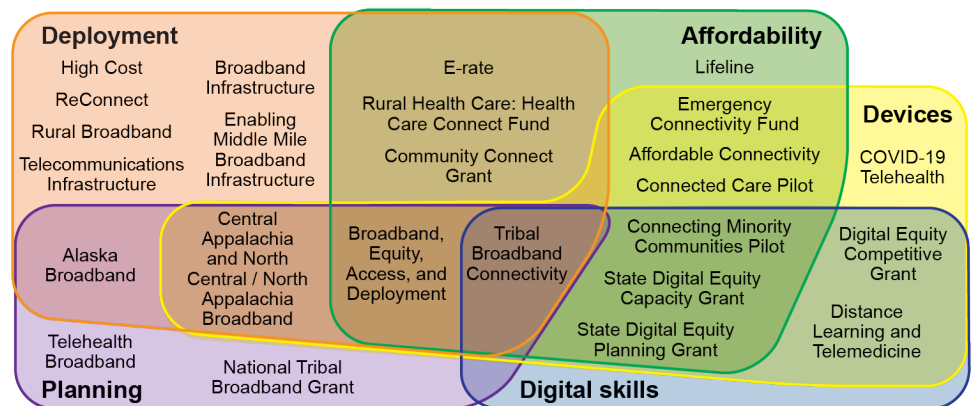 Deployment
High Cost
ReConnect
Rural Broadband
Telecommunications
Infrastructure
Broadband
Infrastructure
Enabling
Middle Mile
Broadband
Infrastructure
E-rate
Rural Health Care: Health
Care Connect Fund
Community Connect
Grant
Affordability
Lifeline
Emergency
Connectivity Fund
Affordable Connectivity
Connected Care Pilot
Devices
COVID-19
Telehealth
Alaska
Broadband
Central
Appalachia
and North
Central / North
Appalachia
Broadband
Broadband,
Equity,
Access, and
Deployment
Tribal
Broadband
Connectivity
Connecting Minority
Communities Pilot
State Digital Equity
Capacity Grant
State Digital Equity
Planning Grant
Digital Equity
Competitive
Grant
Distance
Learning and
Telemedicine
Telehealth
Broadband
National Tribal
Broadband Grant
Planning
Digital skills